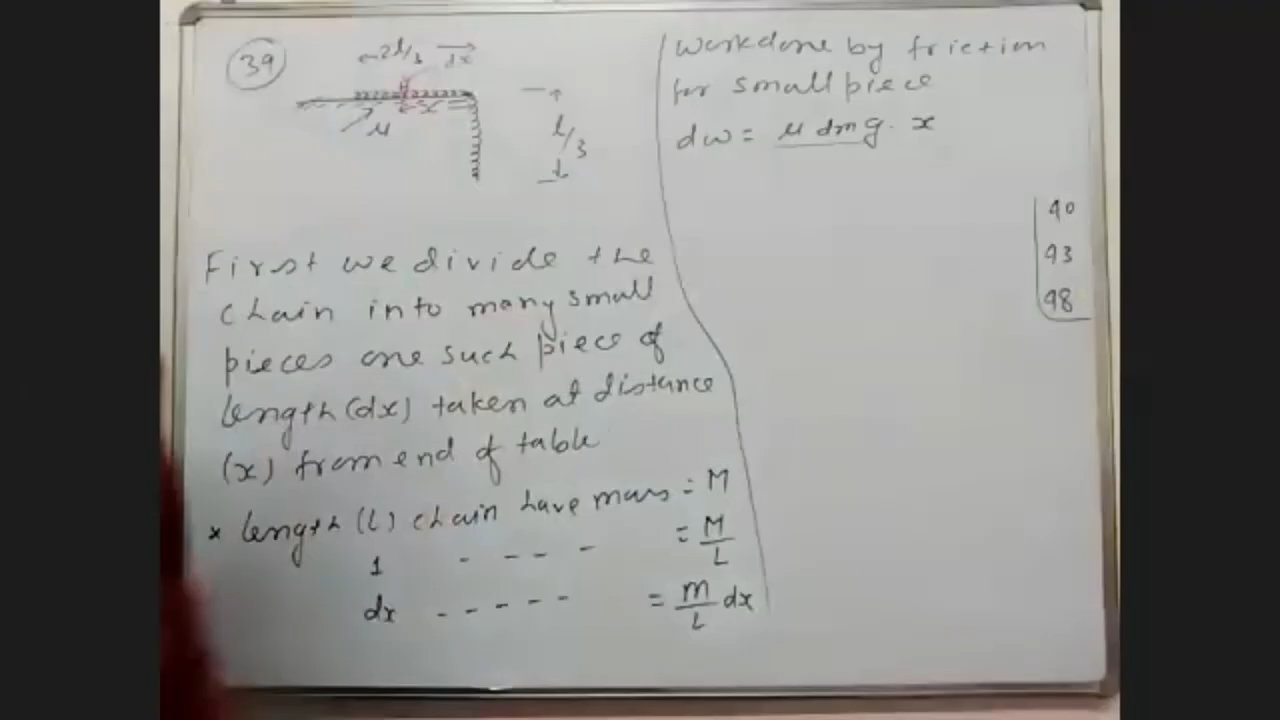 39
2l/3 dx
x
μ
l/3
First we divide the
chain into many small
pieces one such piece of
length (dx) taken at distance
(x) from end of table
* length (L) chain have mass = M
1 - - - - = M/L
dx - - - - - = m/L dx
Workdone by friction
for small piece
dw = μ dmg. x
90
93
98